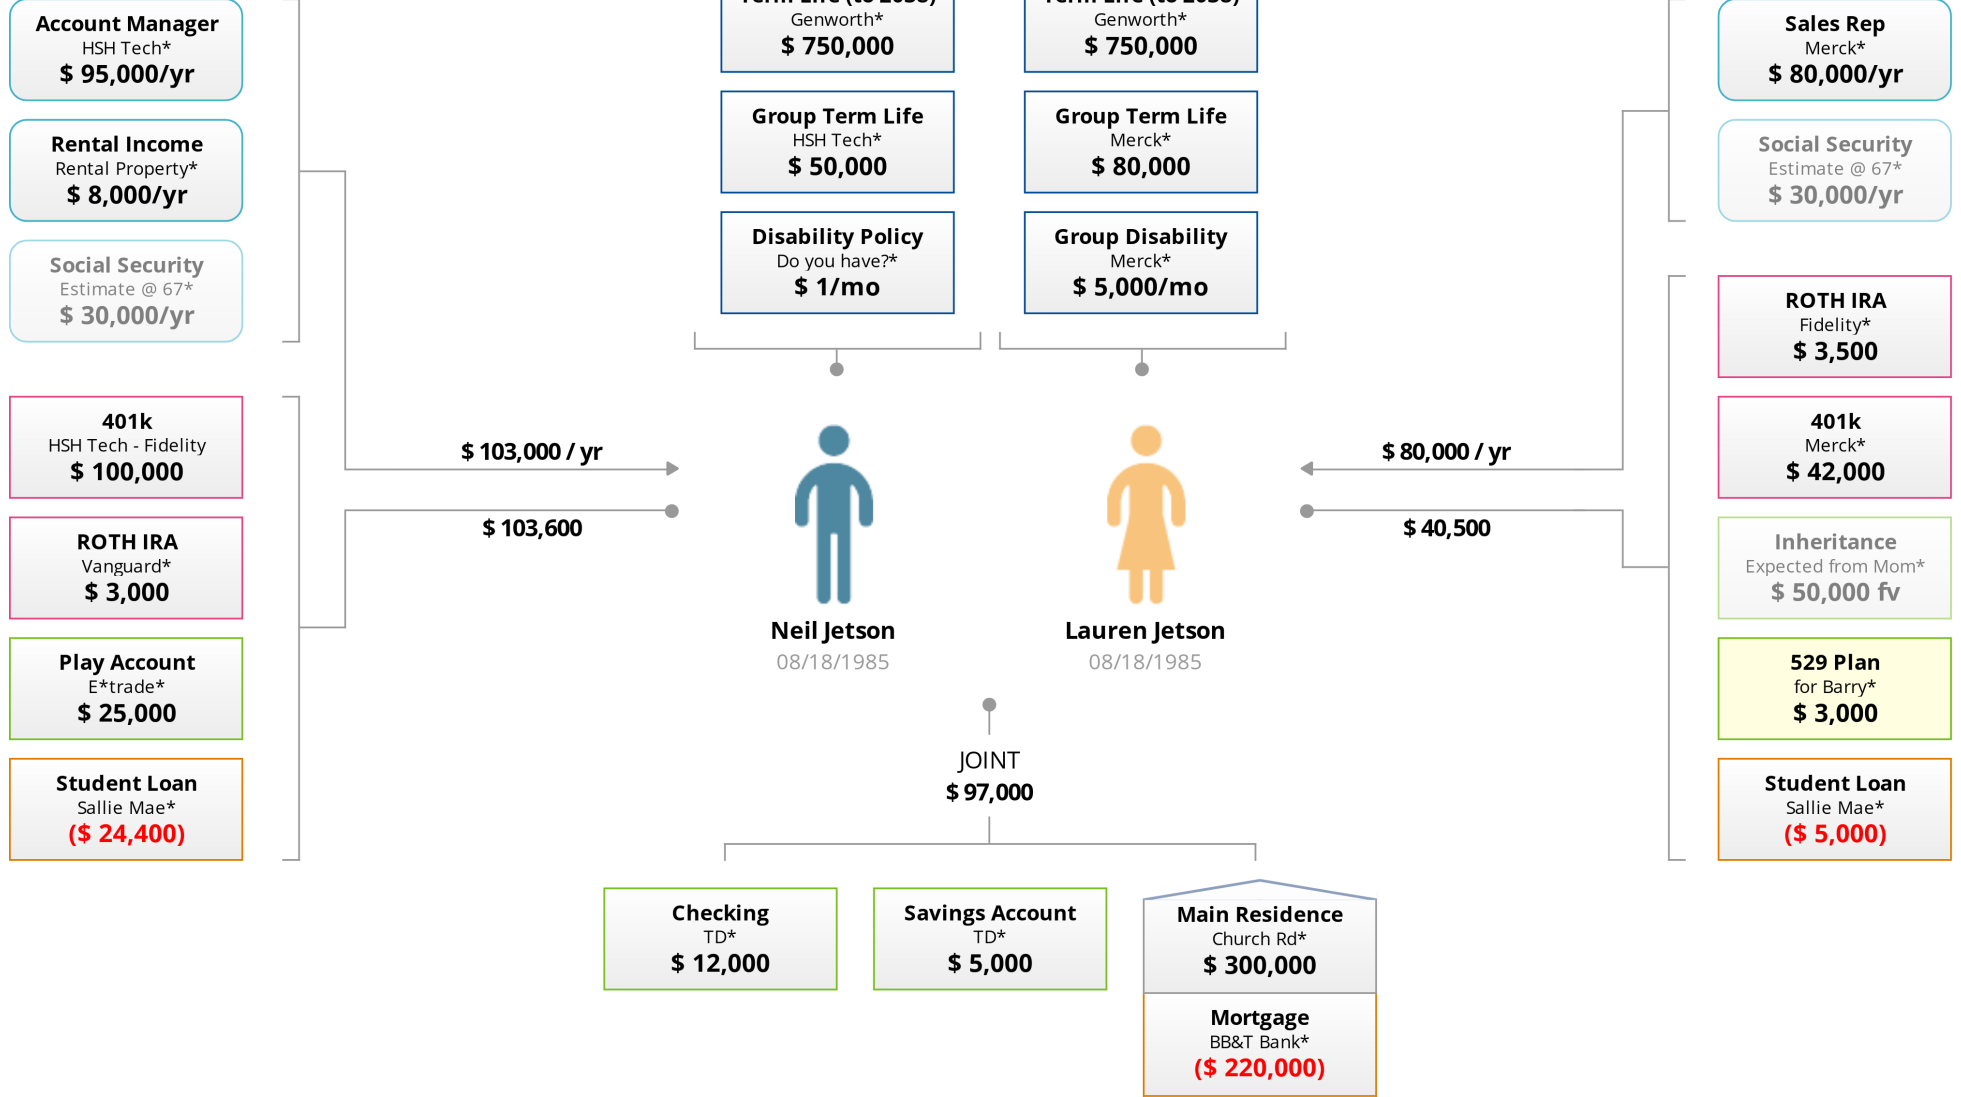 Account Manager
HSH Tech*
$ 95,000/yr
Rental Income
Rental Property*
$ 8,000/yr
Social Security
Estimate @ 67*
$ 30,000/yr
401k
HSH Tech - Fidelity
$ 100,000
ROTH IRA
Vanguard*
$ 3,000
Play Account
E*trade*
$ 25,000
Student Loan
Sallie Mae*
($ 24,400)
$ 103,000 / yr
$ 103,600
Term Life (to 2038)
Genworth*
$ 750,000
Group Term Life
HSH Tech*
$ 50,000
Disability Policy
Do you have?*
$ 1/mo
Term Life (to 2038)
Genworth*
$ 750,000
Group Term Life
Merck*
$ 80,000
Group Disability
Merck*
$ 5,000/mo
Neil Jetson
08/18/1985
Lauren Jetson
08/18/1985
JOINT
$ 97,000
Checking
TD*
$ 12,000
Savings Account
TD*
$ 5,000
Main Residence
Church Rd*
$ 300,000
Mortgage
BB&T Bank*
($ 220,000)
$ 80,000 / yr
$ 40,500
Sales Rep
Merck*
$ 80,000/yr
Social Security
Estimate @ 67*
$ 30,000/yr
ROTH IRA
Fidelity*
$ 3,500
401k
Merck*
$ 42,000
Inheritance
Expected from Mom*
$ 50,000 fv
529 Plan
for Barry*
$ 3,000
Student Loan
Sallie Mae*
($ 5,000)